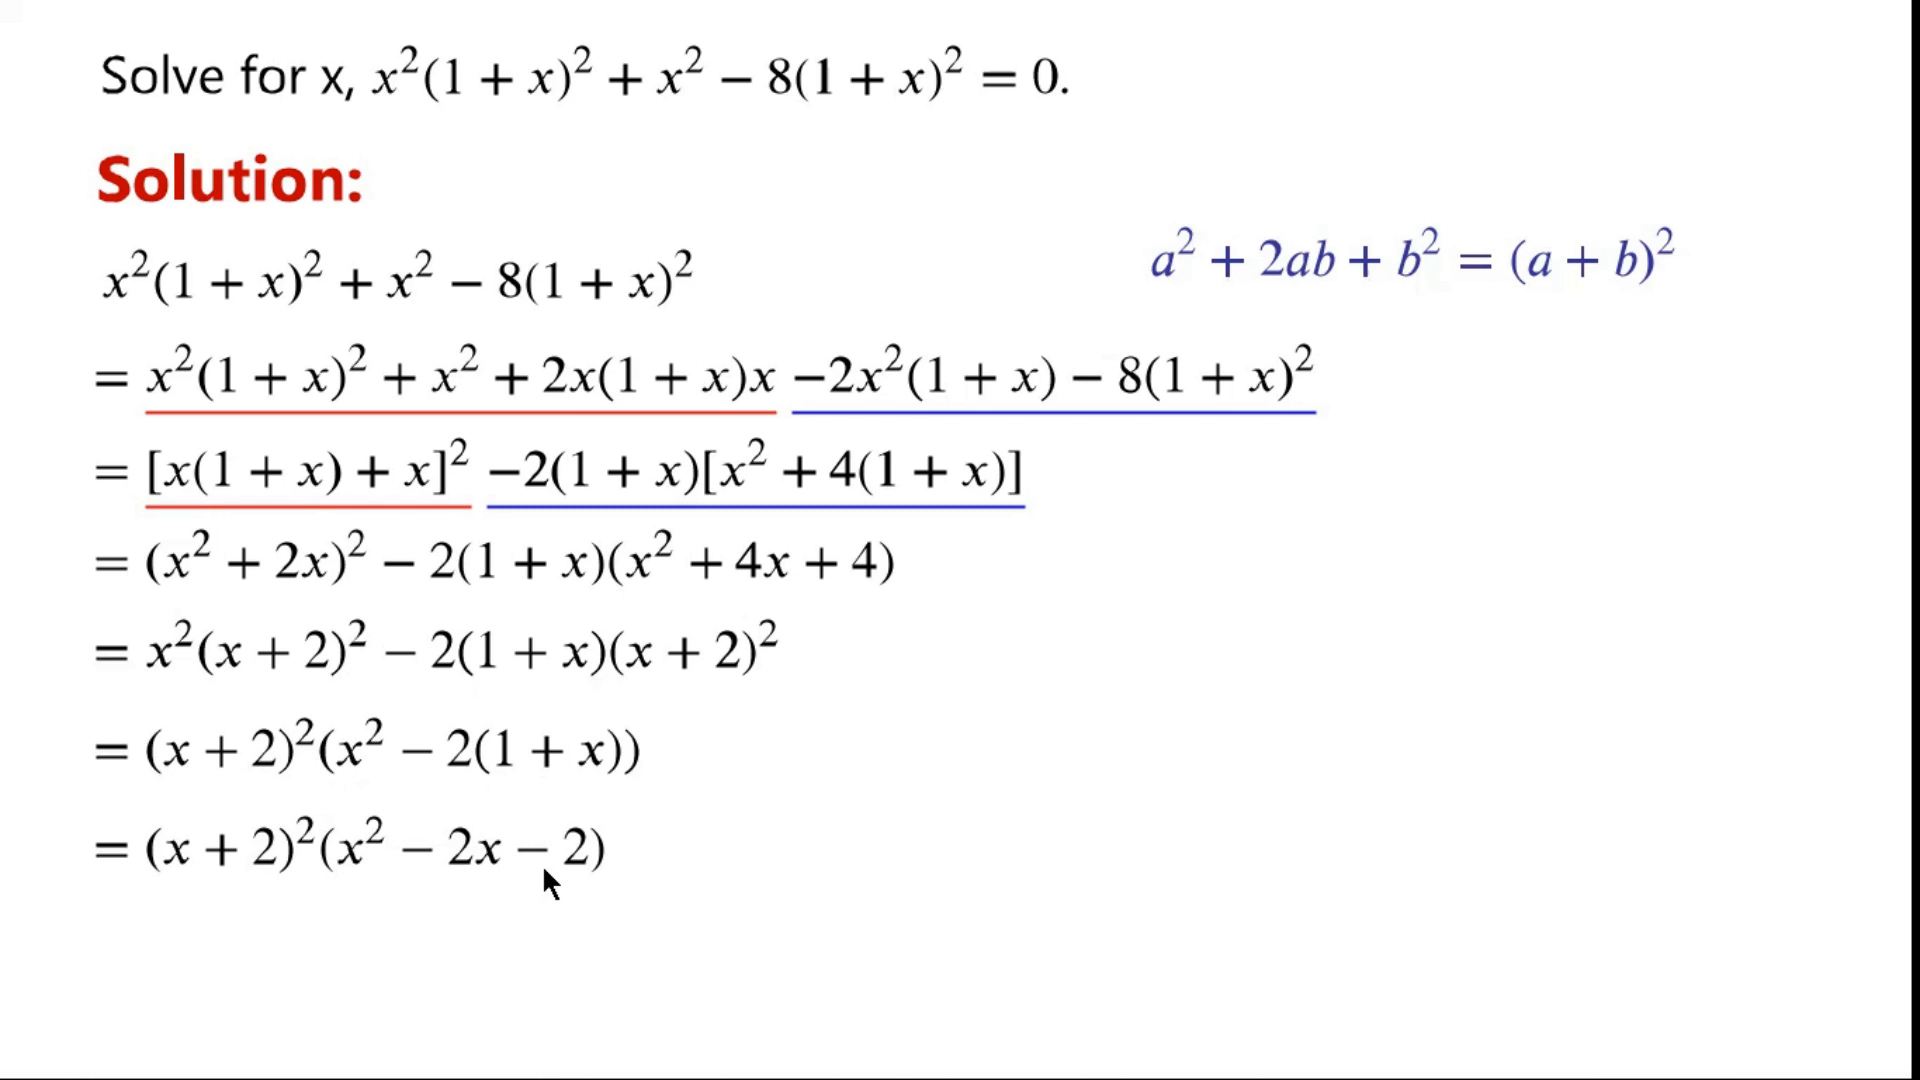 Solve for x, x²(1 + x)² + x² − 8(1 + x)² = 0.
Solution:
a² + 2ab + b² = (a + b)²
x²(1 + x)² + x² − 8(1 + x)²
= x²(1 + x)² + x² + 2x(1 + x)x −2x²(1 + x) − 8(1 + x)²
= [x(1 + x) + x]² −2(1 + x)[x² + 4(1 + x)]
= (x² + 2x)² − 2(1 + x)(x² + 4x + 4)
= x²(x + 2)² − 2(1 + x)(x + 2)²
= (x + 2)²(x² − 2(1 + x))
= (x + 2)²(x² − 2x − 2)